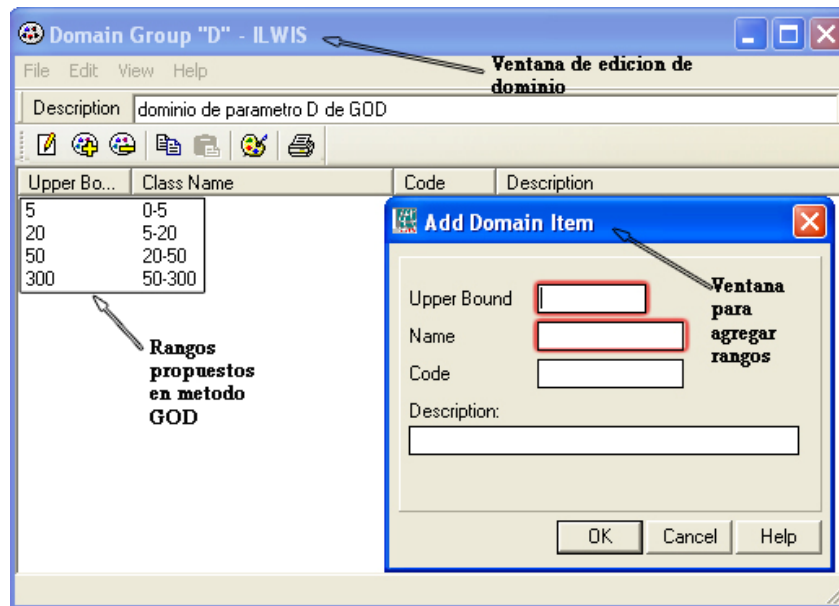 Domain Group "D" - ILWIS
Ventana de edicion de
dominio
File Edit View Help
Description dominio de parametro D de GOD
Upper Bo... Class Name Code Description
5 0-5
20 5-20
50 20-50
300 50-300
Rangos
propuestos
en metodo
GOD
Add Domain Item
Upper Bound
Name
Code
Description:
Ventana
para
agregar
rangos
OK Cancel Help